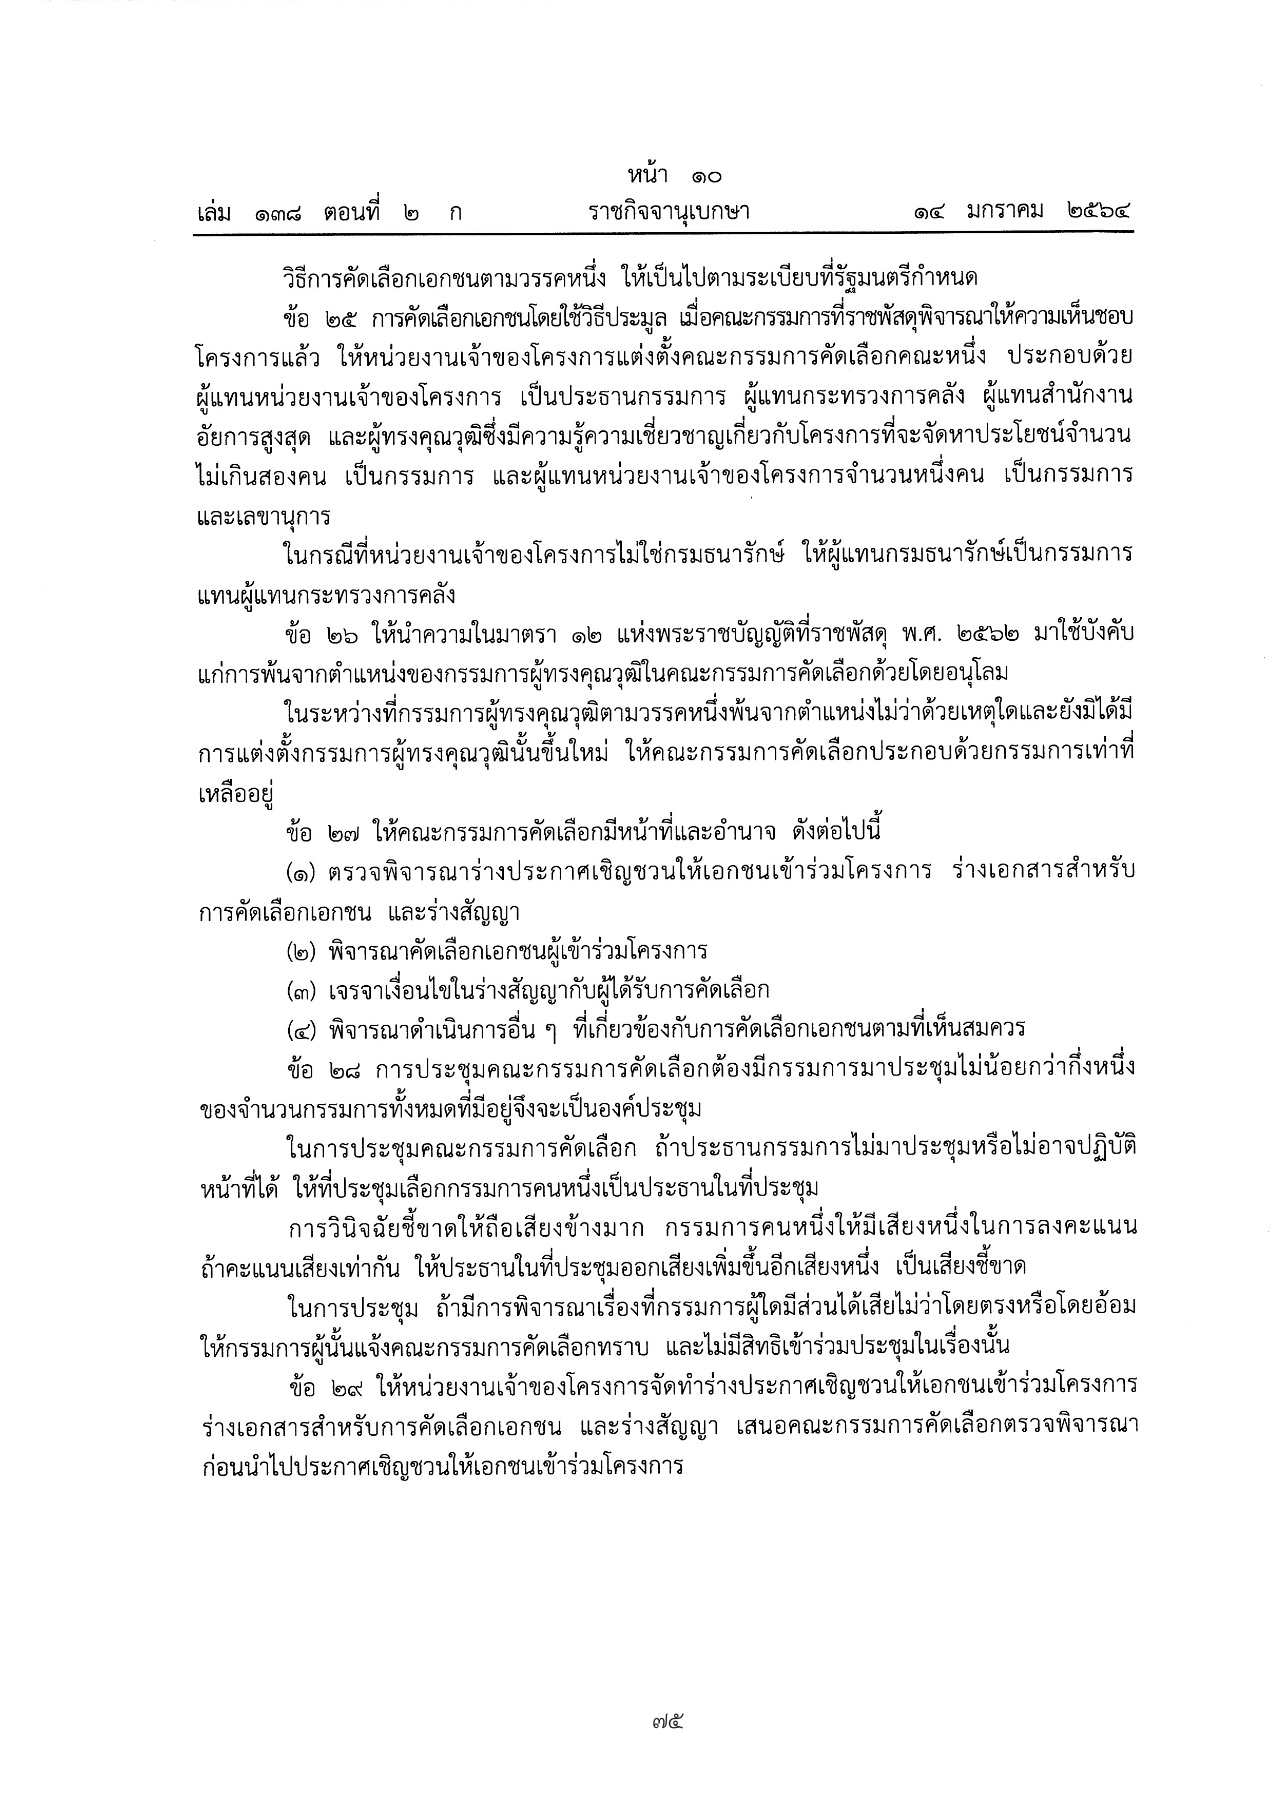 หน้า ๑๐
เล่ม ๑๓๘ ตอนที่ ๒ ก ราชกิจจานุเบกษา ๑๔ มกราคม ๒๕๖๔
วิธีการคัดเลือกเอกชนตามวรรคหนึ่ง ให้เป็นไปตามระเบียบที่รัฐมนตรีกำหนด
ข้อ ๒๕ การคัดเลือกเอกชนโดยใช้วิธีประมูล เมื่อคณะกรรมการที่ราชพัสดุพิจารณาให้ความเห็นชอบ
โครงการแล้ว ให้หน่วยงานเจ้าของโครงการแต่งตั้งคณะกรรมการคัดเลือกคณะหนึ่ง ประกอบด้วย
ผู้แทนหน่วยงานเจ้าของโครงการ เป็นประธานกรรมการ ผู้แทนกระทรวงการคลัง ผู้แทนสำนักงาน
อัยการสูงสุด และผู้ทรงคุณวุฒิซึ่งมีความรู้ความเชี่ยวชาญเกี่ยวกับโครงการที่จะจัดหาประโยชน์จำนวน
ไม่เกินสองคน เป็นกรรมการ และผู้แทนหน่วยงานเจ้าของโครงการจำนวนหนึ่งคน เป็นกรรมการ
และเลขานุการ
ในกรณีที่หน่วยงานเจ้าของโครงการไม่ใช่กรมธนารักษ์ ให้ผู้แทนกรมธนารักษ์เป็นกรรมการ
แทนผู้แทนกระทรวงการคลัง
ข้อ ๒๖ ให้นำความในมาตรา ๑๒ แห่งพระราชบัญญัติที่ราชพัสดุ พ.ศ. ๒๕๖๒ มาใช้บังคับ
แก่การพ้นจากตำแหน่งของกรรมการผู้ทรงคุณวุฒิในคณะกรรมการคัดเลือกด้วยโดยอนุโลม
ในระหว่างที่กรรมการผู้ทรงคุณวุฒิตามวรรคหนึ่งพ้นจากตำแหน่งไม่ว่าด้วยเหตุใดและยังมิได้มี
การแต่งตั้งกรรมการผู้ทรงคุณวุฒินั้นขึ้นใหม่ ให้คณะกรรมการคัดเลือกประกอบด้วยกรรมการเท่าที่
เหลืออยู่
ข้อ ๒๗ ให้คณะกรรมการคัดเลือกมีหน้าที่และอำนาจ ดังต่อไปนี้
(๑) ตรวจพิจารณาร่างประกาศเชิญชวนให้เอกชนเข้าร่วมโครงการ ร่างเอกสารสำหรับ
การคัดเลือกเอกชน และร่างสัญญา
(๒) พิจารณาคัดเลือกเอกชนผู้เข้าร่วมโครงการ
(๓) เจรจาเงื่อนไขในร่างสัญญากับผู้ได้รับการคัดเลือก
(๔) พิจารณาดำเนินการอื่น ๆ ที่เกี่ยวข้องกับการคัดเลือกเอกชนตามที่เห็นสมควร
ข้อ ๒๘ การประชุมคณะกรรมการคัดเลือกต้องมีกรรมการมาประชุมไม่น้อยกว่ากึ่งหนึ่ง
ของจำนวนกรรมการทั้งหมดที่มีอยู่จึงจะเป็นองค์ประชุม
ในการประชุมคณะกรรมการคัดเลือก ถ้าประธานกรรมการไม่มาประชุมหรือไม่อาจปฏิบัติ
หน้าที่ได้ ให้ที่ประชุมเลือกกรรมการคนหนึ่งเป็นประธานในที่ประชุม
การวินิจฉัยชี้ขาดให้ถือเสียงข้างมาก กรรมการคนหนึ่งให้มีเสียงหนึ่งในการลงคะแนน
ถ้าคะแนนเสียงเท่ากัน ให้ประธานในที่ประชุมออกเสียงเพิ่มขึ้นอีกเสียงหนึ่ง เป็นเสียงชี้ขาด
ในการประชุม ถ้ามีการพิจารณาเรื่องที่กรรมการผู้ใดมีส่วนได้เสียไม่ว่าโดยตรงหรือโดยอ้อม
ให้กรรมการผู้นั้นแจ้งคณะกรรมการคัดเลือกทราบ และไม่มีสิทธิเข้าร่วมประชุมในเรื่องนั้น
ข้อ ๒๙ ให้หน่วยงานเจ้าของโครงการจัดทำร่างประกาศเชิญชวนให้เอกชนเข้าร่วมโครงการ
ร่างเอกสารสำหรับการคัดเลือกเอกชน และร่างสัญญา เสนอคณะกรรมการคัดเลือกตรวจพิจารณา
ก่อนนำไปประกาศเชิญชวนให้เอกชนเข้าร่วมโครงการ
๗๕